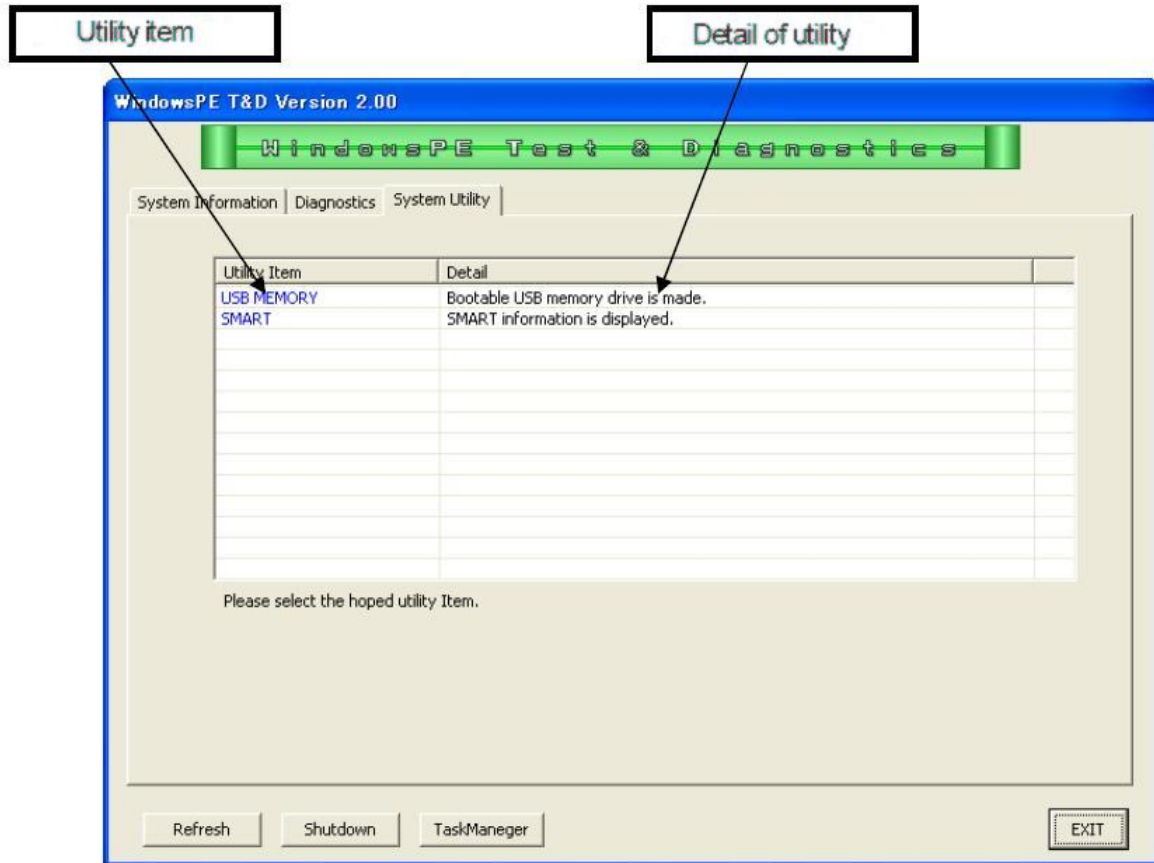 Utility item
Detail of utility
WindowsPE T&D Version 2.00
WindowsPE Test & Diagnostics
System Information Diagnostics System Utility
Utility Item Detail
USB MEMORY Bootable USB memory drive is made.
SMART SMART information is displayed.
Please select the hoped utility Item.
Refresh Shutdown TaskManeger EXIT